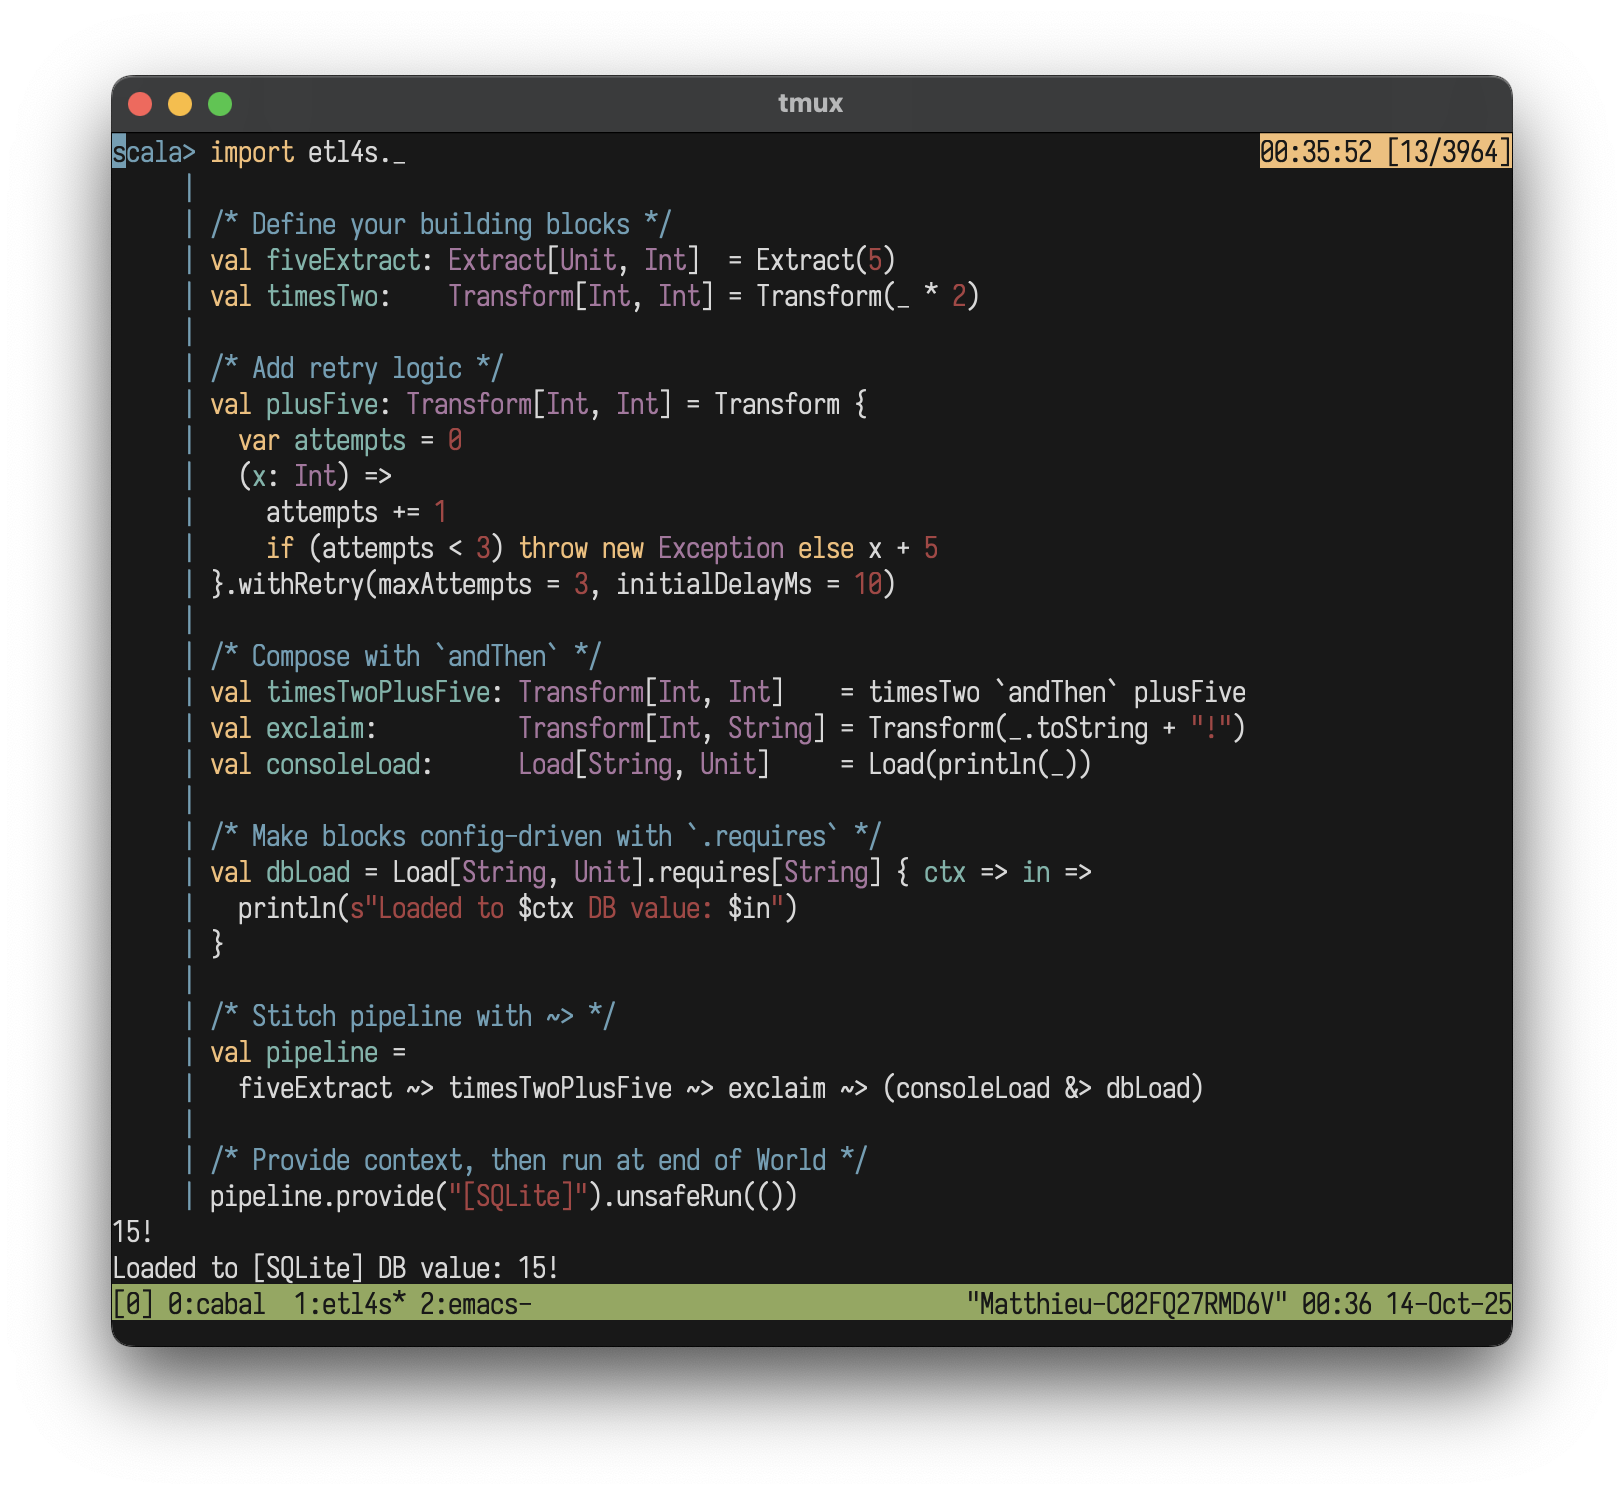 tmux
scala> import etl4s._ 00:35:52 [13/3964]
     |
     | /* Define your building blocks */
     | val fiveExtract: Extract[Unit, Int]  = Extract(5)
     | val timesTwo:    Transform[Int, Int] = Transform(_ * 2)
     |
     | /* Add retry logic */
     | val plusFive: Transform[Int, Int] = Transform {
     |   var attempts = 0
     |   (x: Int) =>
     |     attempts += 1
     |     if (attempts < 3) throw new Exception else x + 5
     | }.withRetry(maxAttempts = 3, initialDelayMs = 10)
     |
     | /* Compose with `andThen` */
     | val timesTwoPlusFive: Transform[Int, Int]    = timesTwo `andThen` plusFive
     | val exclaim:          Transform[Int, String] = Transform(_.toString + "!")
     | val consoleLoad:      Load[String, Unit]     = Load(println(_))
     |
     | /* Make blocks config-driven with `.requires` */
     | val dbLoad = Load[String, Unit].requires[String] { ctx => in =>
     |   println(s"Loaded to $ctx DB value: $in")
     | }
     |
     | /* Stitch pipeline with ~> */
     | val pipeline =
     |   fiveExtract ~> timesTwoPlusFive ~> exclaim ~> (consoleLoad &> dbLoad)
     |
     | /* Provide context, then run at end of World */
     | pipeline.provide("[SQLite]").unsafeRun(())
15!
Loaded to [SQLite] DB value: 15!
[0] 0:cabal  1:etl4s* 2:emacs- "Matthieu-C02FQ27RMD6V" 00:36 14-Oct-25